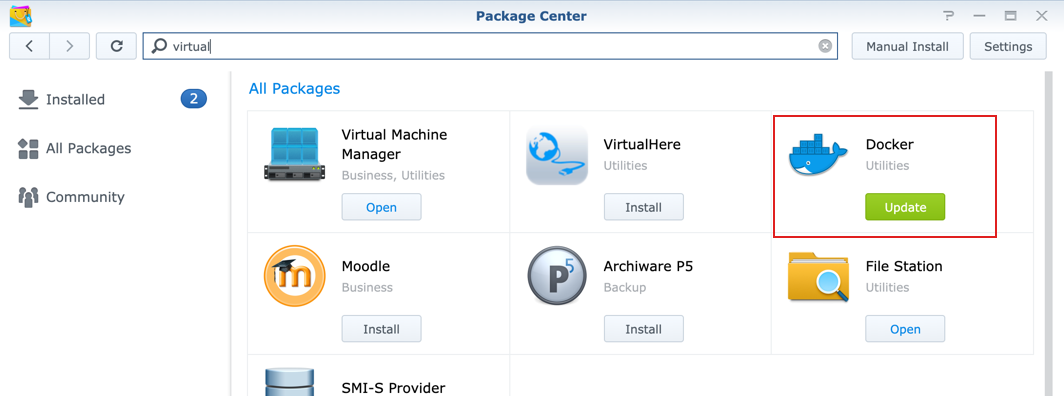 Package Center
virtual
Manual Install
Settings
Installed
2
All Packages
Community
All Packages
Virtual Machine
Manager
Business, Utilities
Open
VirtualHere
Utilities
Install
Docker
Utilities
Update
Moodle
Business
Install
P5
Archiware P5
Backup
Install
File Station
Utilities
Open
SMI-S Provider